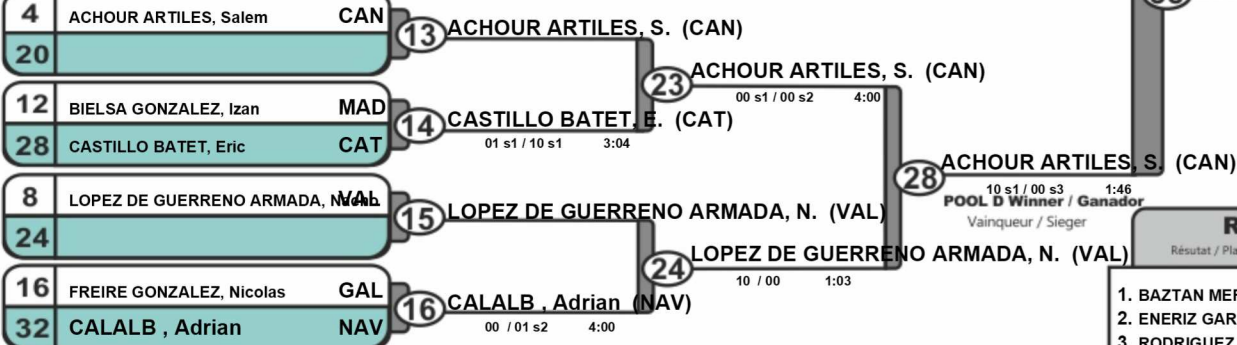 4 ACHOUR ARTILES, Salem CAN
20
13 ACHOUR ARTILES, S. (CAN)
12 BIELSA GONZALEZ, Izan MAD
28 CASTILLO BATET, Eric CAT
14 CASTILLO BATET, E. (CAT)
01 s1 / 10 s1 3:04
23 ACHOUR ARTILES, S. (CAN)
00 s1 / 00 s2 4:00
8 LOPEZ DE GUERRENO ARMADA, Nacho VAL
24
15 LOPEZ DE GUERRENO ARMADA, N. (VAL)
16 FREIRE GONZALEZ, Nicolas GAL
32 CALALB , Adrian NAV
16 CALALB , Adrian (NAV)
00 / 01 s2 4:00
24 LOPEZ DE GUERRENO ARMADA, N. (VAL)
10 / 00 1:03
28 ACHOUR ARTILES, S. (CAN)
10 s1 / 00 s3 1:46
POOL D Winner / Ganador
Vainqueur / Sieger
R
Résutat / Pla
1. BAZTAN MER
2. ENERIZ GAR
3. RODRIGUEZ